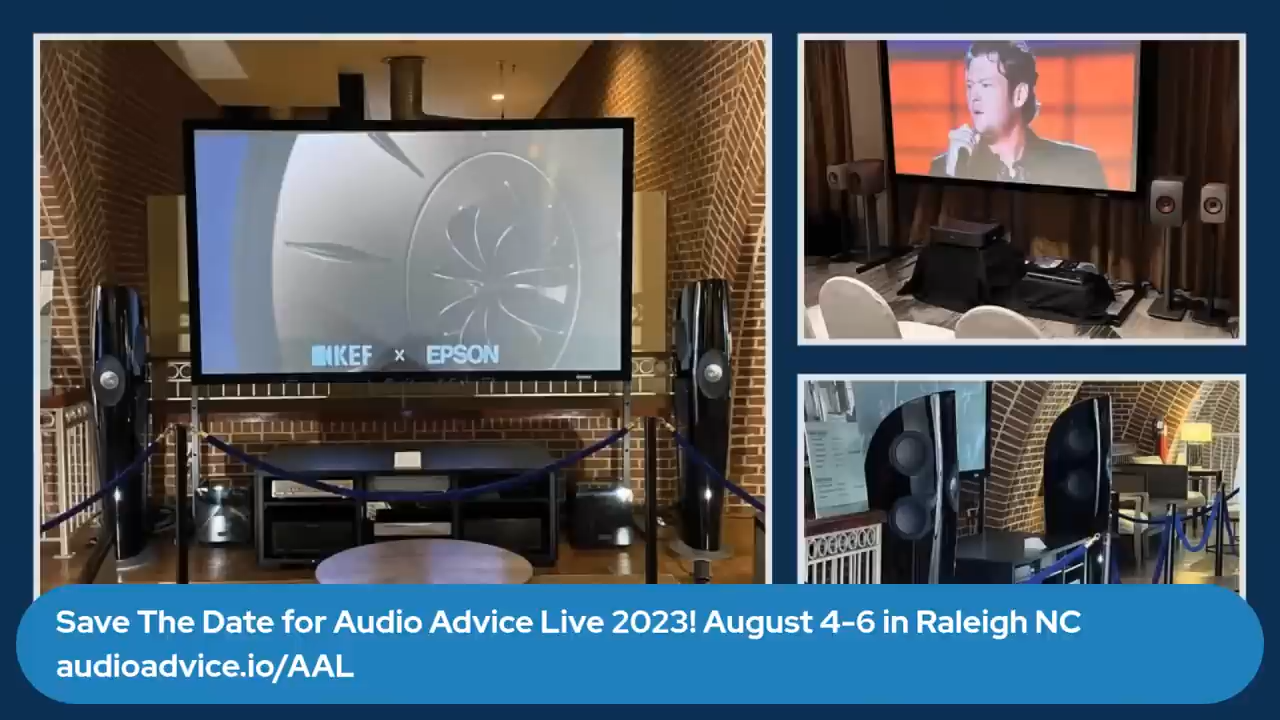 KEF x EPSON
Save The Date for Audio Advice Live 2023! August 4-6 in Raleigh NC
audioadvice.io/AAL